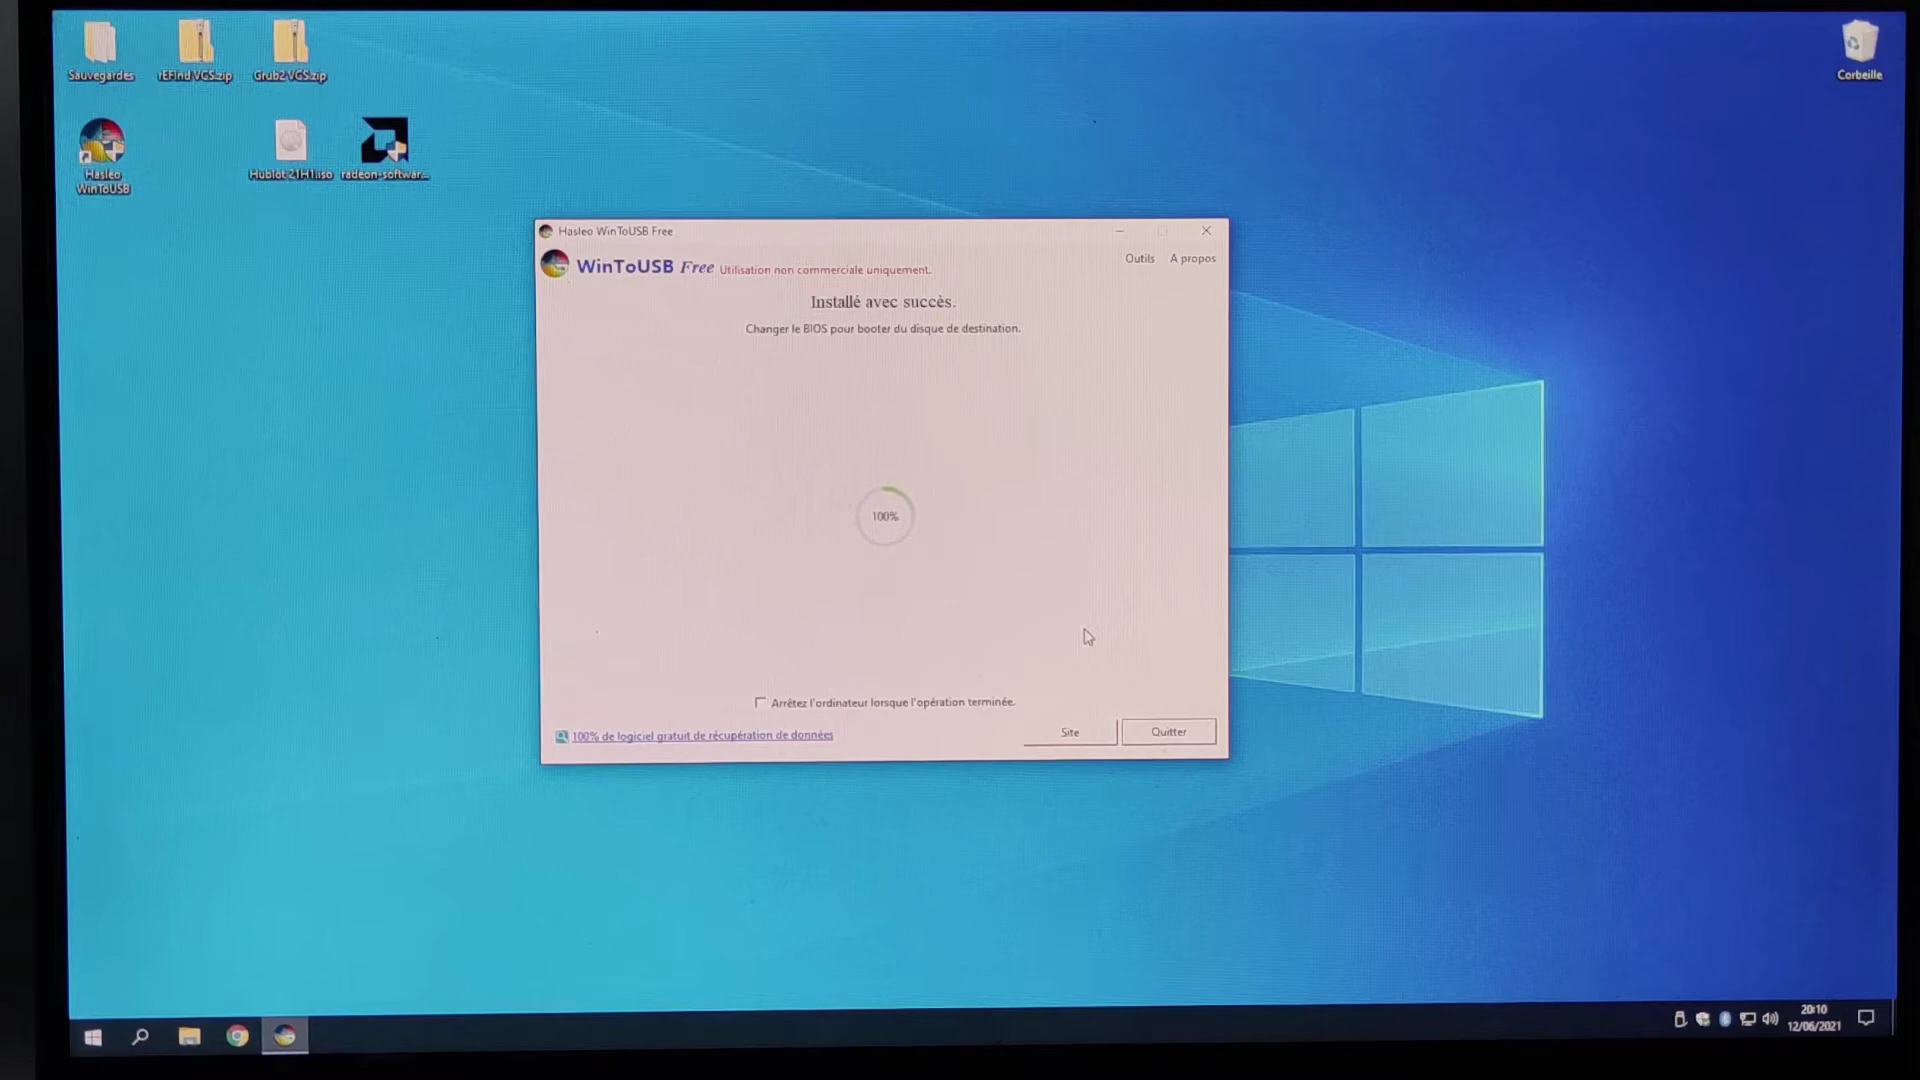 Sauvegardes
rEFInd VGS.zip
Grub2 VGS.zip
Corbeille
Hasleo
WinToUSB
Hublot 21H1.iso
radeon-softwar...
Hasleo WinToUSB Free
WinToUSB Free Utilisation non commerciale uniquement.
Outils
A propos
Installé avec succès.
Changer le BIOS pour booter du disque de destination.
100%
Arrêtez l'ordinateur lorsque l'opération terminée.
100% de logiciel gratuit de récupération de données
Site
Quitter
20:10
12/06/2021